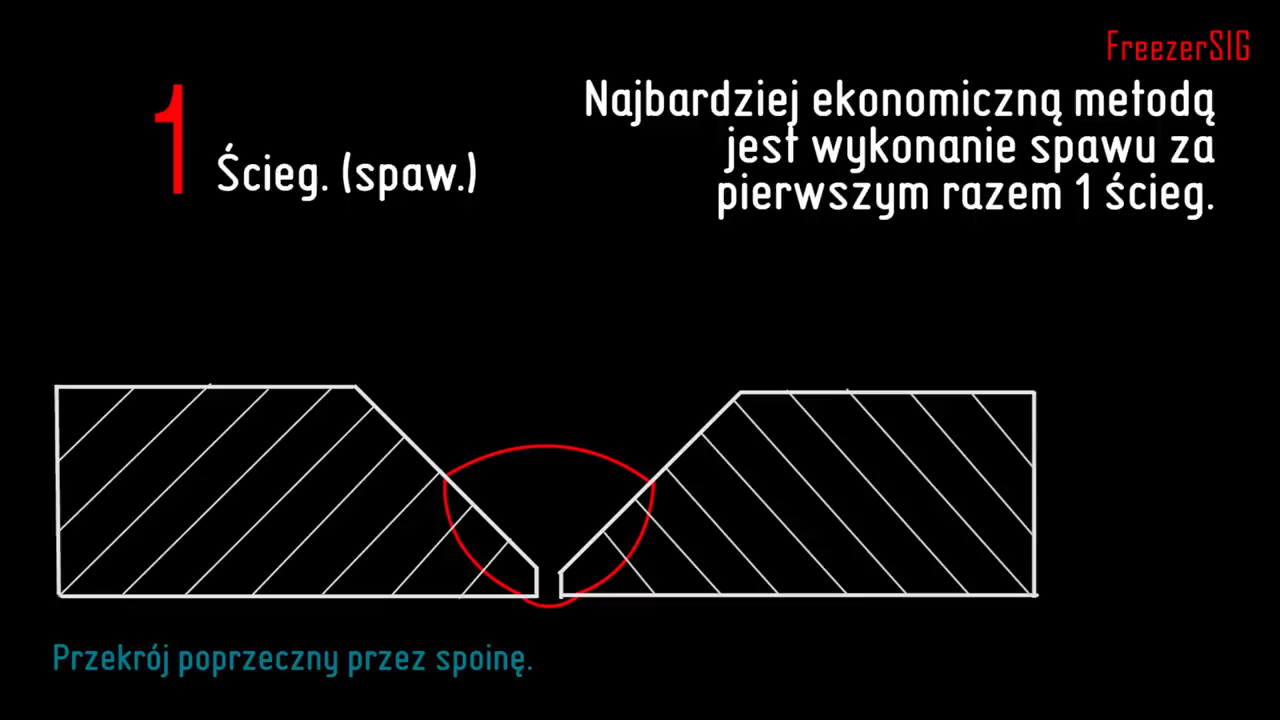 FreezerSIG
1 Ścieg. (spaw.)
Najbardziej ekonomiczną metodą
jest wykonanie spawu za
pierwszym razem 1 ścieg.
Przekrój poprzeczny przez spoinę.